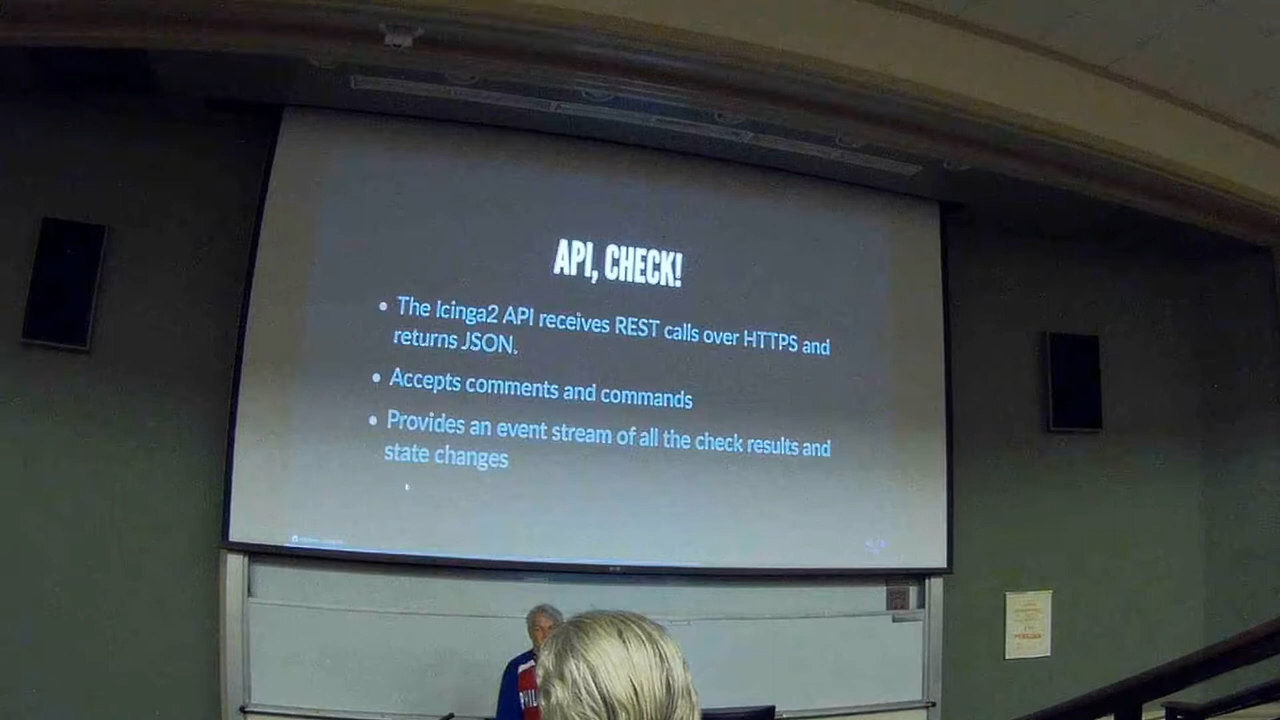 API, CHECK!
• The Icinga2 API receives REST calls over HTTPS and
returns JSON.
• Accepts comments and commands
• Provides an event stream of all the check results and
state changes